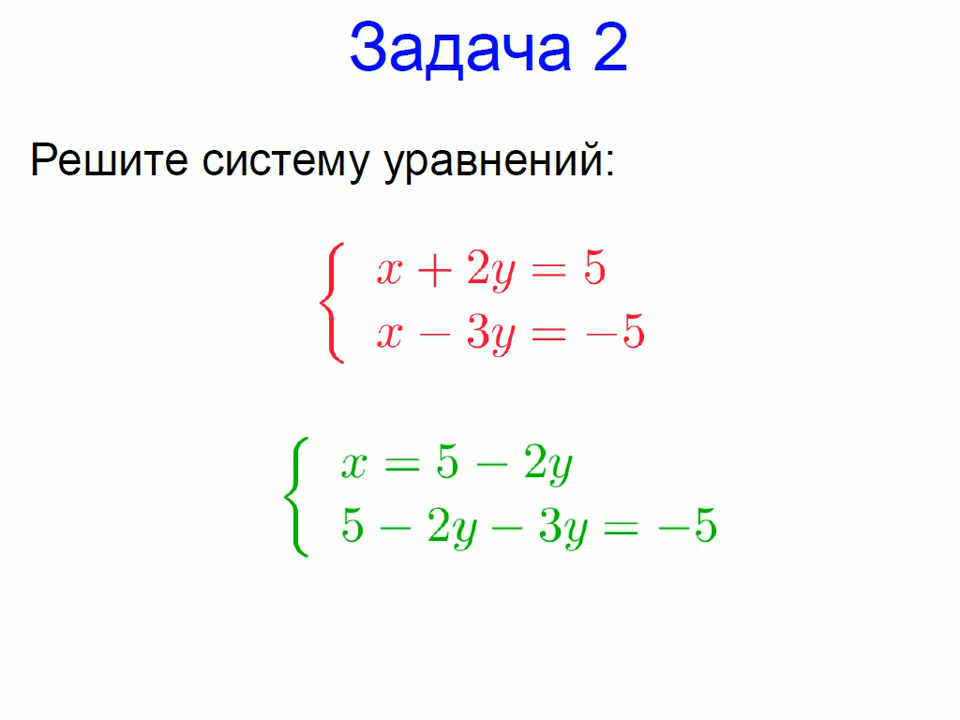 Задача 2
Решите систему уравнений:
x + 2y = 5
x − 3y = −5
x = 5 − 2y
5 − 2y − 3y = −5